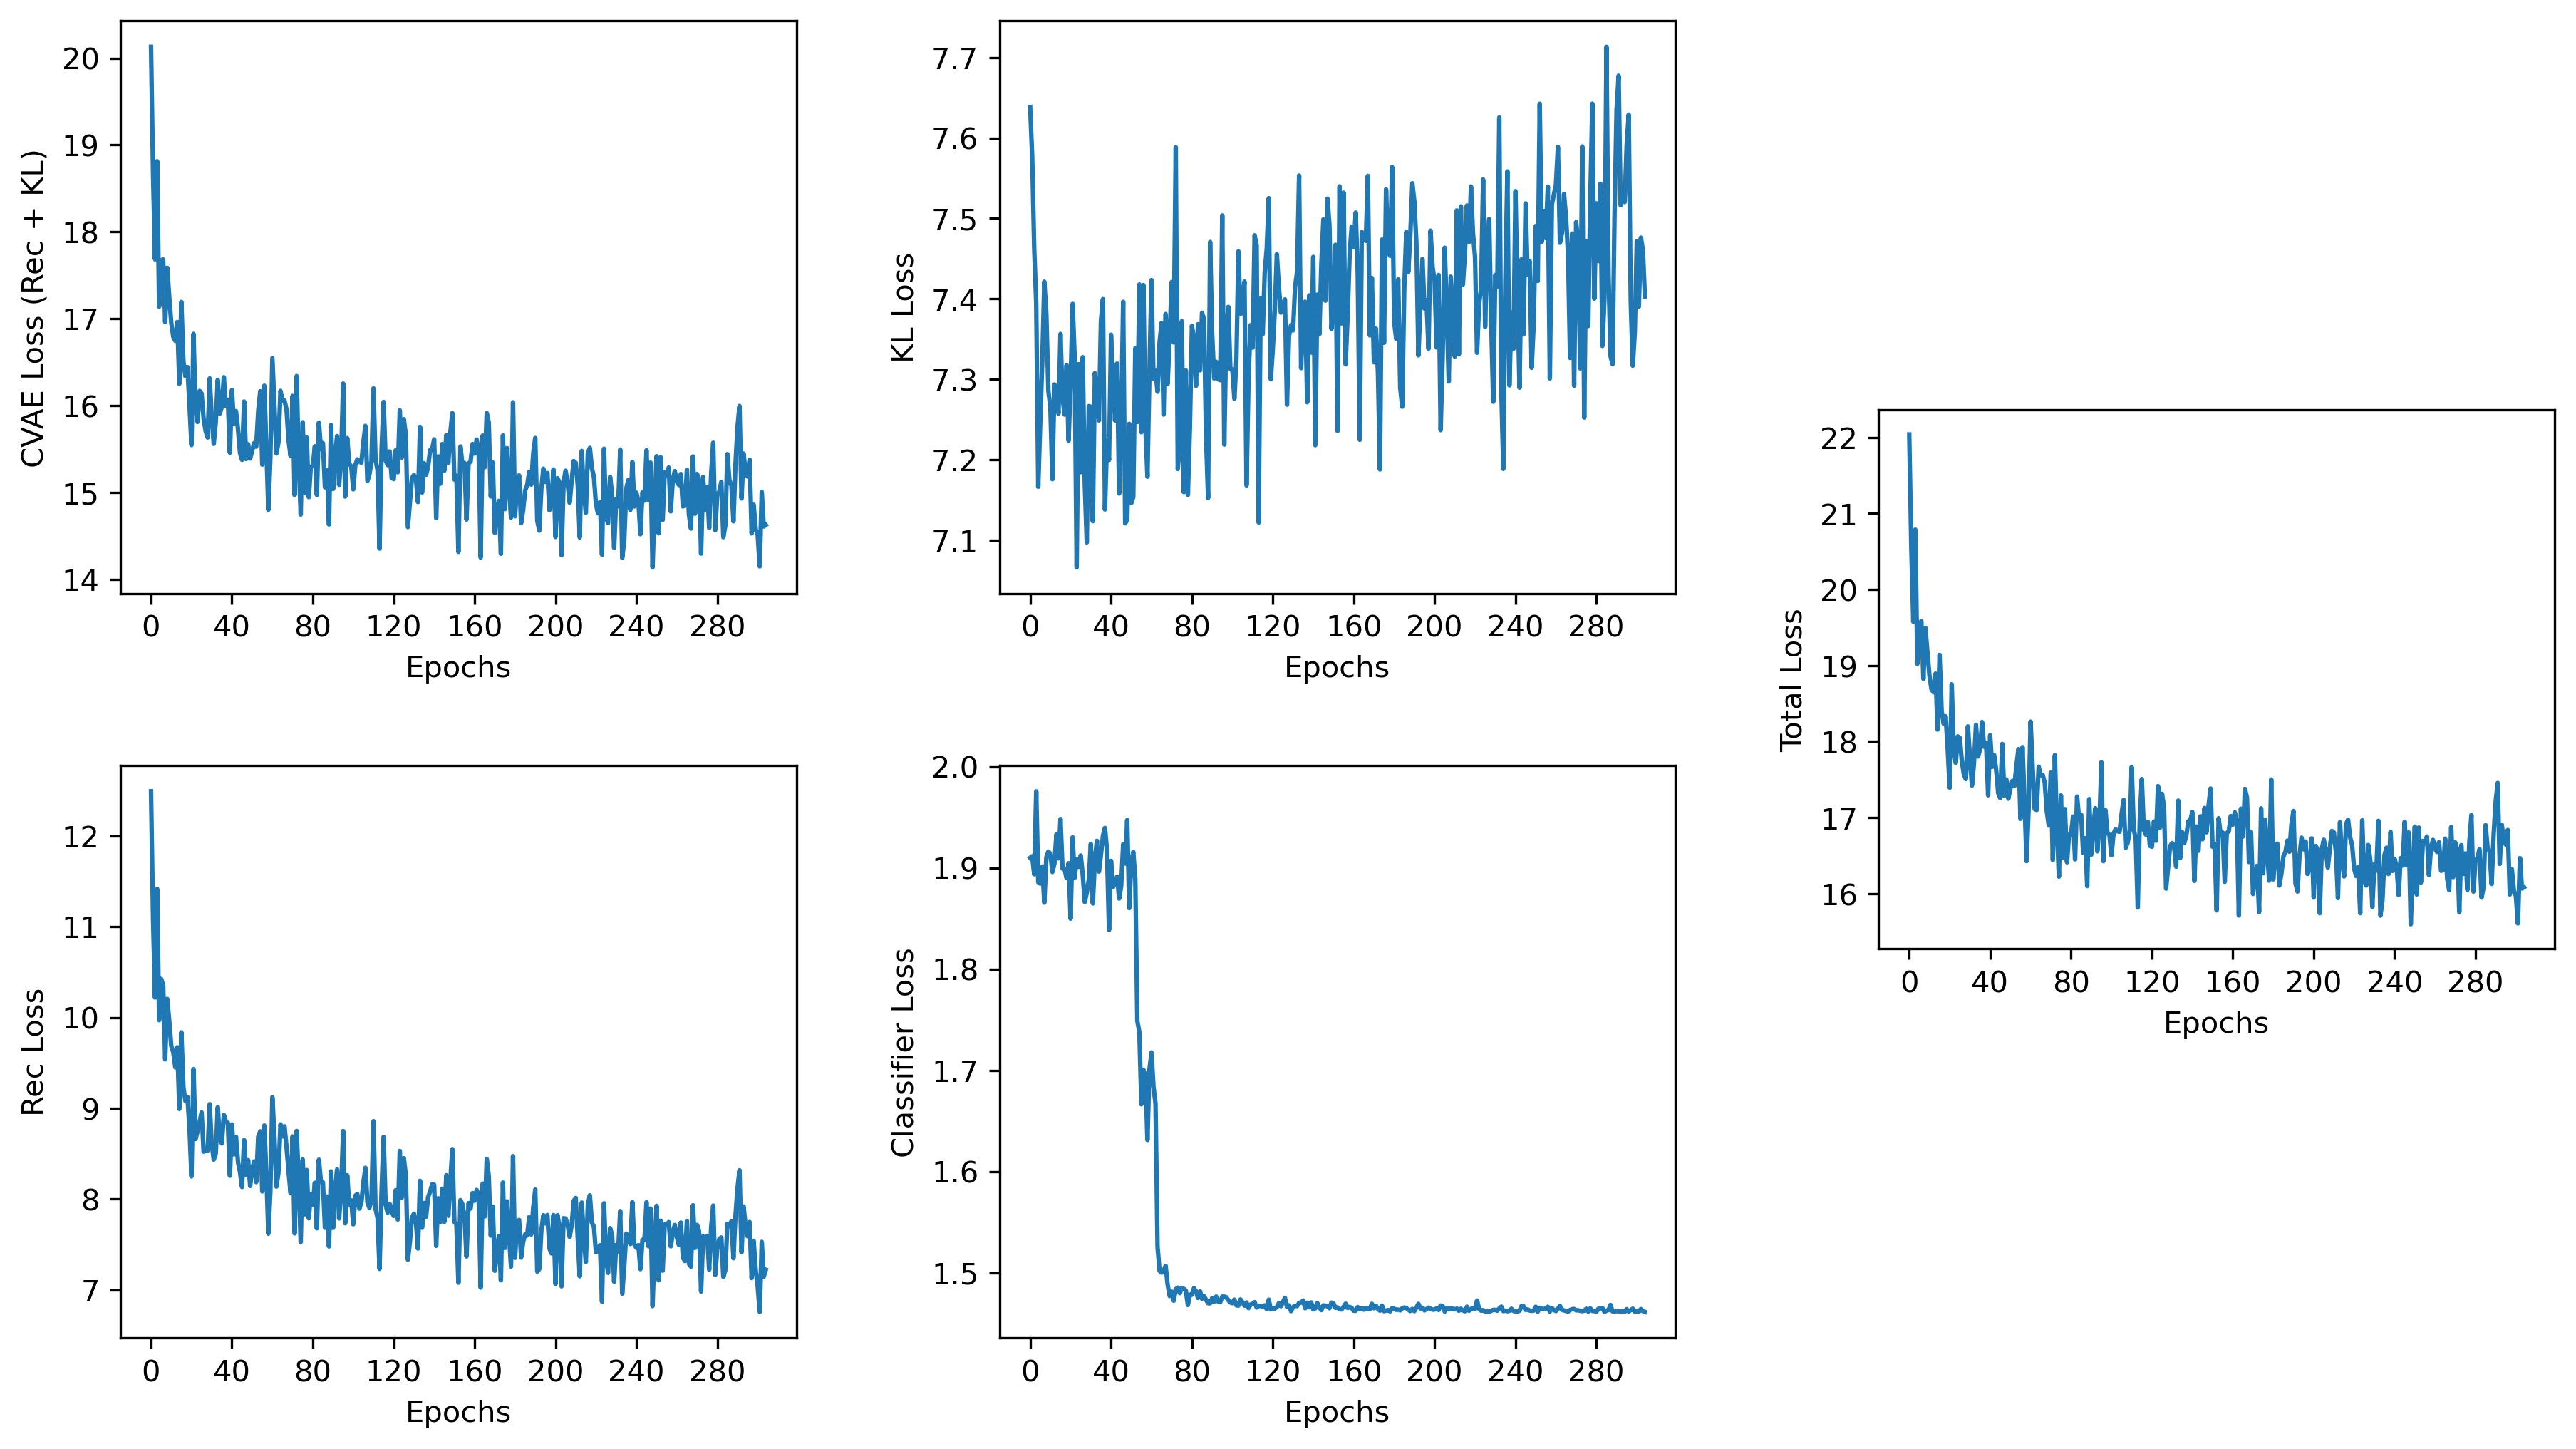 CVAE Loss (Rec + KL)
20
19
18
17
16
15
14
0 40 80 120 160 200 240 280
Epochs
KL Loss
7.7
7.6
7.5
7.4
7.3
7.2
7.1
0 40 80 120 160 200 240 280
Epochs
Total Loss
22
21
20
19
18
17
16
0 40 80 120 160 200 240 280
Epochs
Rec Loss
12
11
10
9
8
7
0 40 80 120 160 200 240 280
Epochs
Classifier Loss
2.0
1.9
1.8
1.7
1.6
1.5
0 40 80 120 160 200 240 280
Epochs